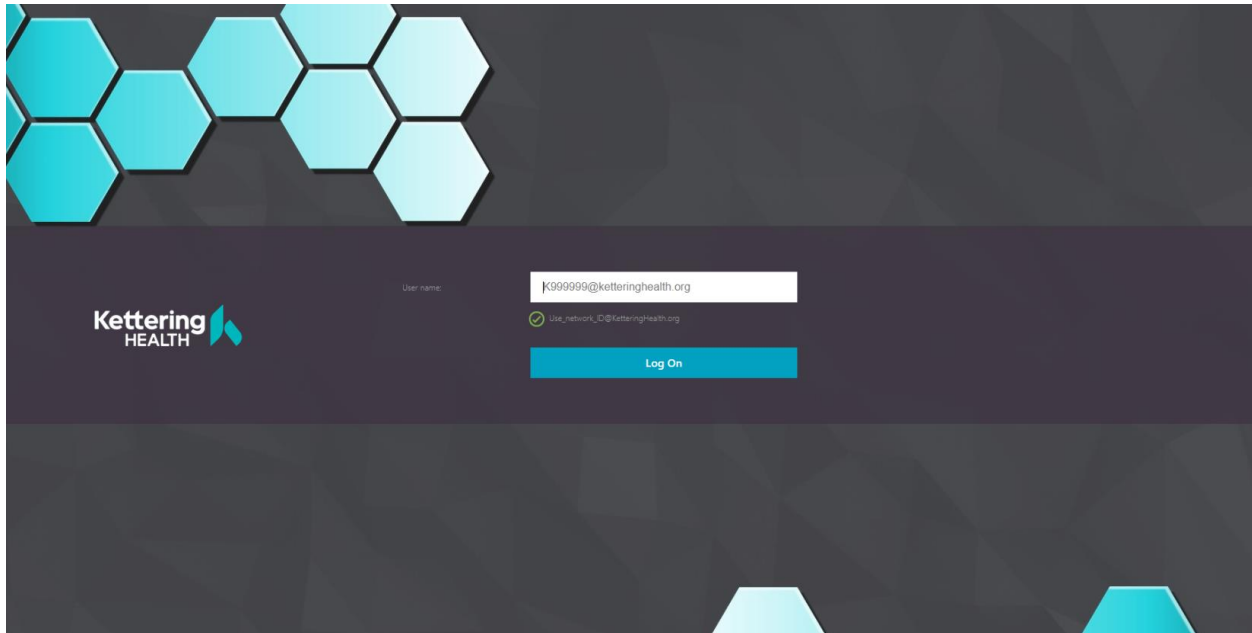 User name:
K999999@ketteringhealth.org
Use_network_ID@KetteringHealth.org
Kettering
HEALTH
Log On